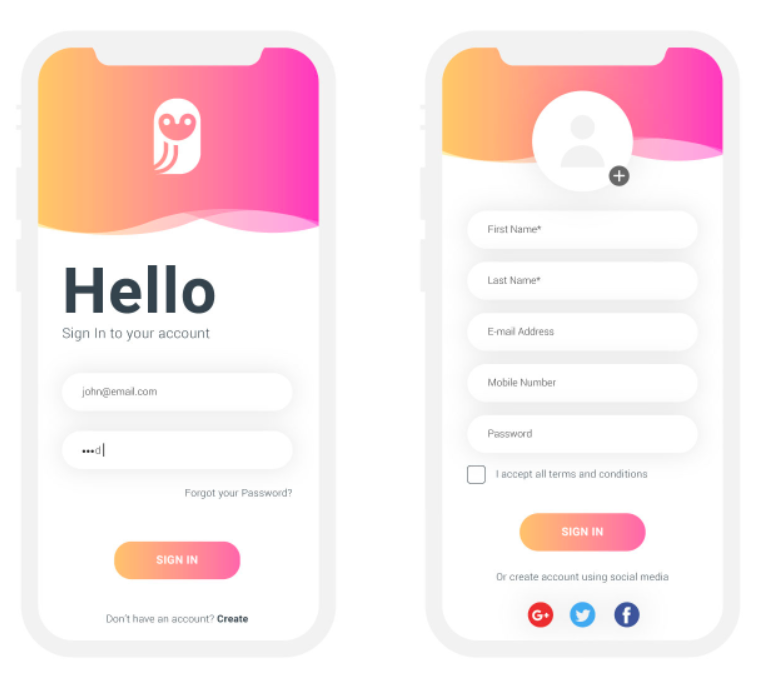 Hello
Sign In to your account
john@email.com
•••d
Forgot your Password?
SIGN IN
Don't have an account? Create
First Name*
Last Name*
E-mail Address
Mobile Number
Password
I accept all terms and conditions
SIGN IN
Or create account using social media
G+
f